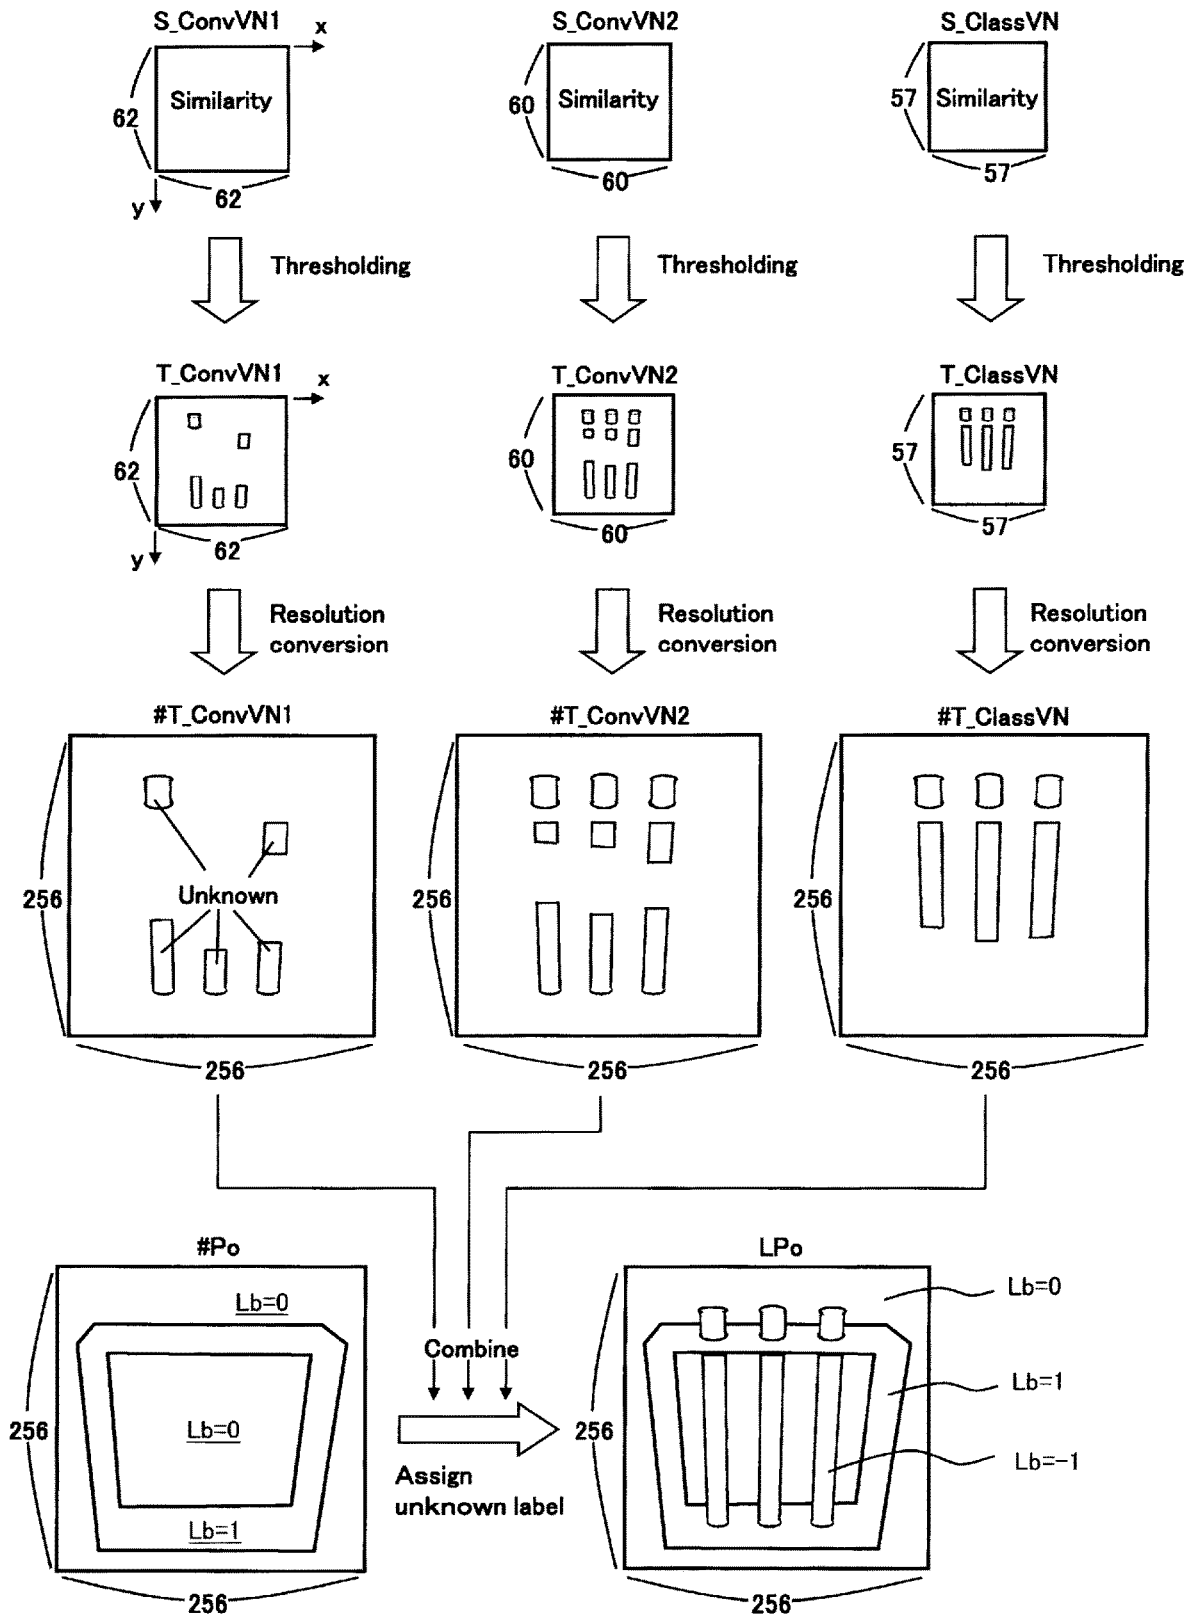 S_ConvVN1
x
S_ConvVN2
S_ClassVN
62
Similarity
60
Similarity
57
Similarity
62
60
57
y
Thresholding
Thresholding
Thresholding
T_ConvVN1
x
T_ConvVN2
T_ClassVN
62
60
57
62
60
57
y
Resolution
conversion
Resolution
conversion
Resolution
conversion
#T_ConvVN1
#T_ConvVN2
#T_ClassVN
256
Unknown
256
256
256
256
256
#Po
LPo
Lb=0
Lb=0
Combine
Lb=1
256
Lb=0
256
Lb=-1
Assign
unknown label
Lb=1
256
256